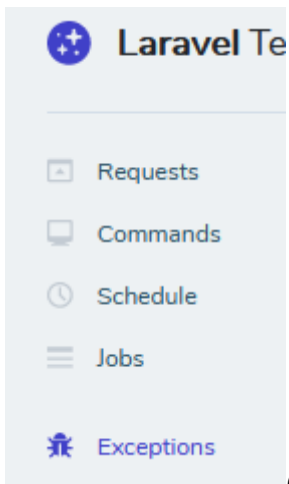 Laravel Te
Requests
Commands
Schedule
Jobs
Exceptions